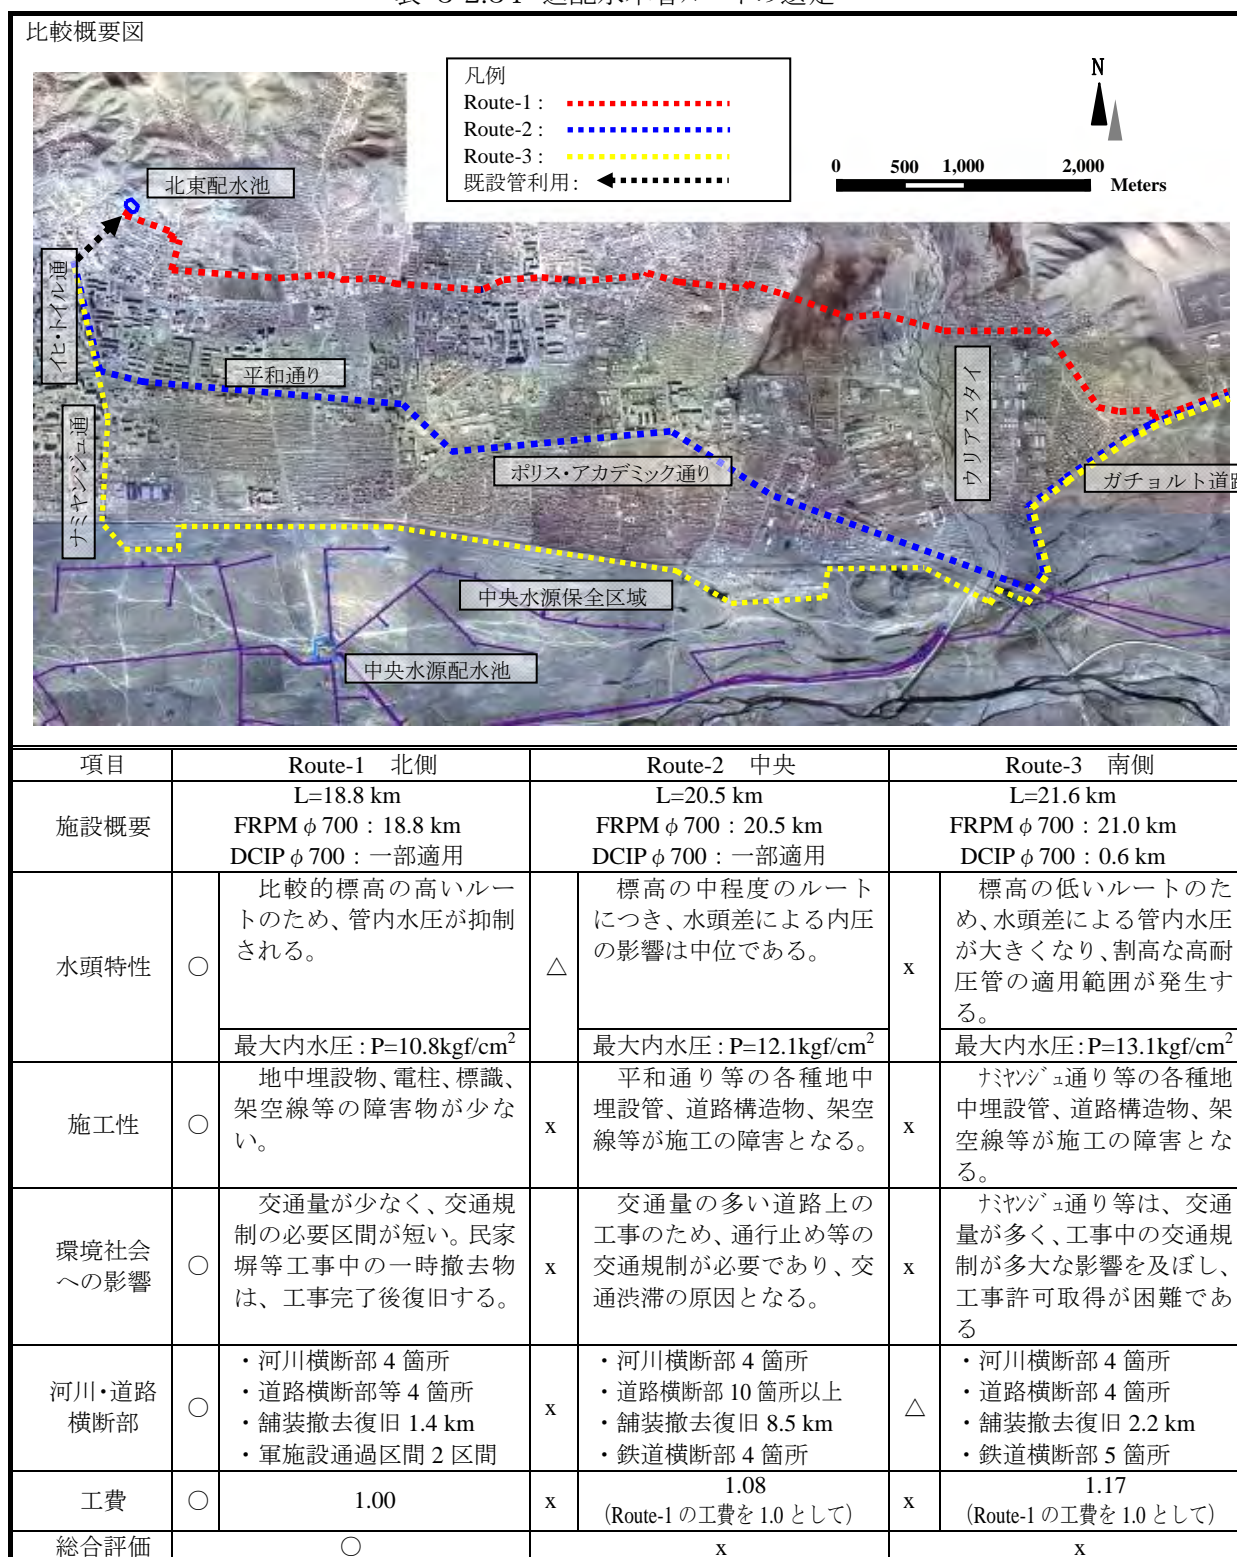 比較概要図
凡例
Route-1 :
Route-2 :
Route-3 :
既設管利用:
N
0 500 1,000 2,000
Meters
北東配水池
イヒ・トイル通
平和通り
ナミヤンジュ通
ポリス・アカデミック通り
ウリアスタイ
ガチョルト道路
中央水源保全区域
中央水源配水池
項目 Route-1 北側 Route-2 中央 Route-3 南側
施設概要
L=18.8 km
FRPMφ700：18.8 km
DCIPφ700：一部適用
L=20.5 km
FRPMφ700：20.5 km
DCIPφ700：一部適用
L=21.6 km
FRPMφ700：21.0 km
DCIPφ700：0.6 km
水頭特性
○
比較的標高の高いルー
トのため、管内水圧が抑制
される。
最大内水圧：P=10.8kgf/cm2
△
標高の中程度のルート
につき、水頭差による内圧
の影響は中位である。
最大内水圧：P=12.1kgf/cm2
x
標高の低いルートのた
め、水頭差による管内水圧
が大きくなり、割高な高耐
圧管の適用範囲が発生す
る。
最大内水圧：P=13.1kgf/cm2
施工性
○
地中埋設物、電柱、標識、
架空線等の障害物が少な
い。
x
平和通り等の各種地中
埋設管、道路構造物、架空
線等が施工の障害となる。
x
ﾅﾐﾔﾝｼﾞｭ通り等の各種地
中埋設管、道路構造物、架
空線等が施工の障害とな
る。
環境社会
への影響
○
交通量が少なく、交通規
制の必要区間が短い。民家
塀等工事中の一時撤去物
は、工事完了後復旧する。
x
交通量の多い道路上の
工事のため、通行止め等の
交通規制が必要であり、交
通渋滞の原因となる。
x
ﾅﾐﾔﾝｼﾞｭ通り等は、交通
量が多く、工事中の交通規
制が多大な影響を及ぼし、
工事許可取得が困難であ
る
河川・道路
横断部
○
・河川横断部 4 箇所
・道路横断部等 4 箇所
・舗装撤去復旧 1.4 km
・軍施設通過区間 2 区間
x
・河川横断部 4 箇所
・道路横断部 10 箇所以上
・舗装撤去復旧 8.5 km
・鉄道横断部 4 箇所
△
・河川横断部 4 箇所
・道路横断部 4 箇所
・舗装撤去復旧 2.2 km
・鉄道横断部 5 箇所
工費
○
1.00
x
1.08
(Route-1 の工費を 1.0 として)
x
1.17
(Route-1 の工費を 1.0 として)
総合評価 ○ x x